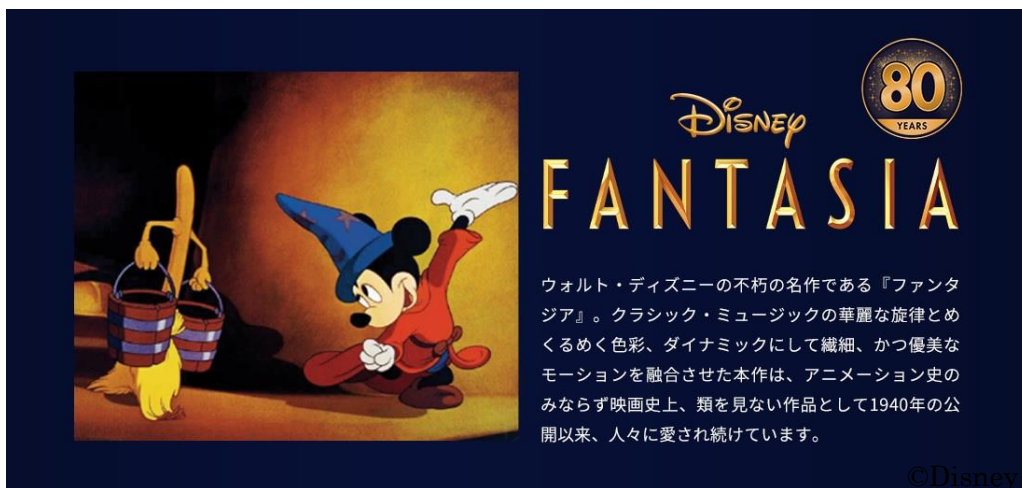 80
YEARS
Disney
FANTASIA
ウォルト・ディズニーの不朽の名作である『ファンタ
ジア』。クラシック・ミュージックの華麗な旋律とめ
くるめく色彩、ダイナミックにして繊細、かつ優美な
モーションを融合させた本作は、アニメーション史の
みならず映画史上、類を見ない作品として1940年の公
開以来、人々に愛され続けています。
©Disney